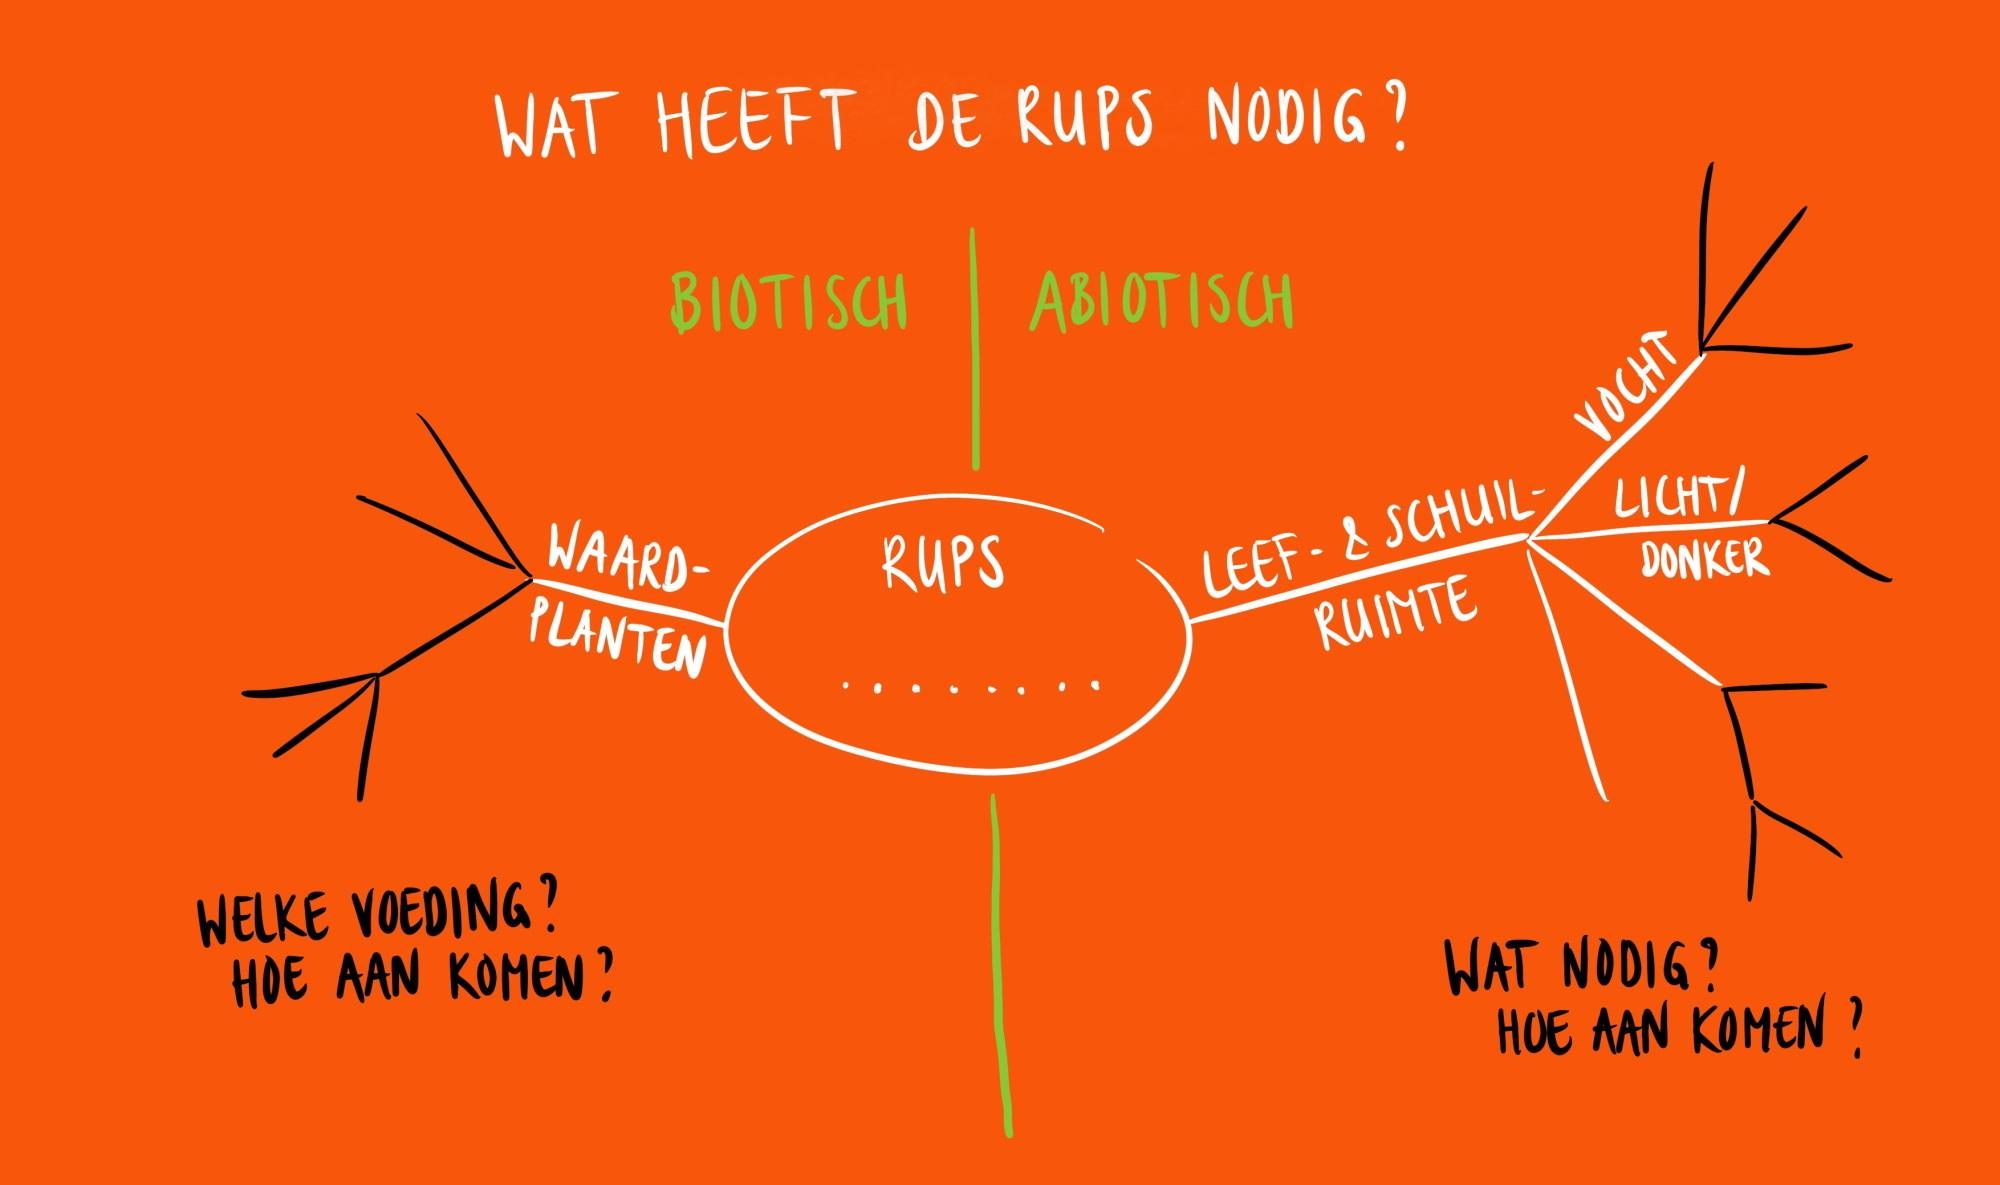 WAT HEEFT DE RUPS NODIG?
BIOTISCH
ABIOTISCH
WAARD-
PLANTEN
RUPS
........
LEEF- & SCHUIL-
RUIMTE
VOCHT
LICHT/
DONKER
WELKE VOEDING?
HOE AAN KOMEN?
WAT NODIG?
HOE AAN KOMEN?